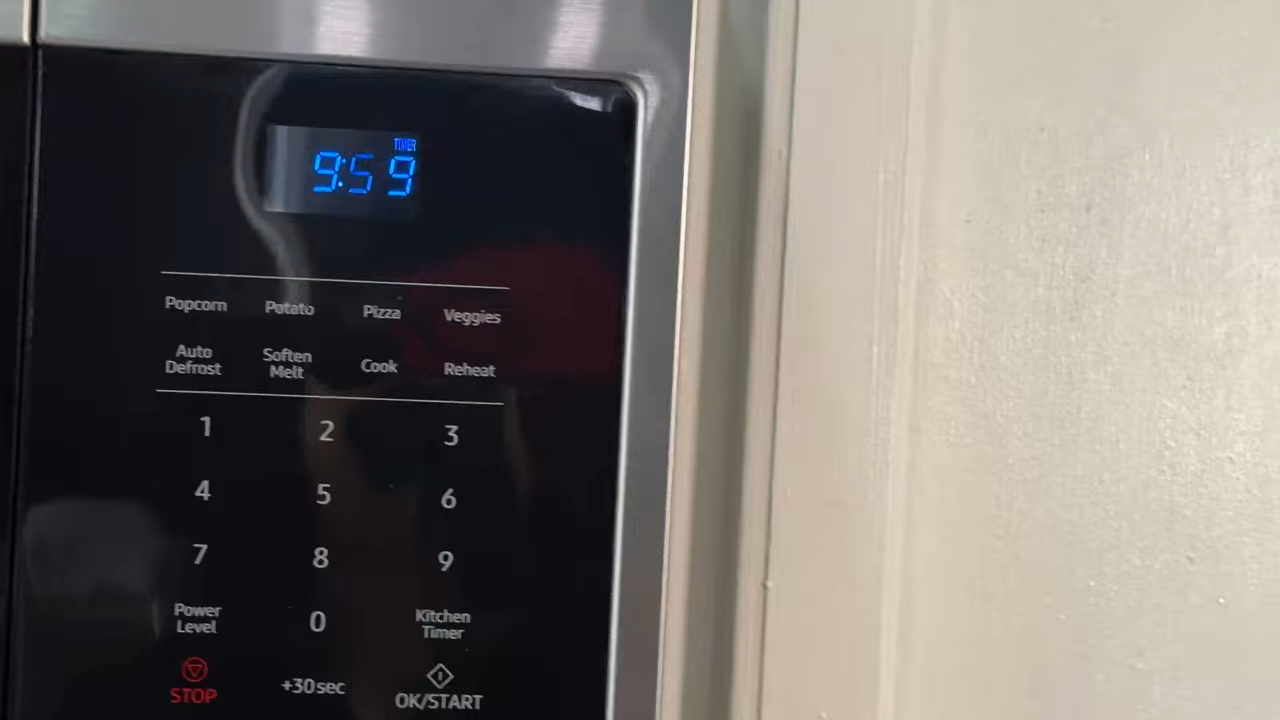 TIMER
9:59
Popcorn Potato Pizza Veggies
Auto Defrost Soften Melt Cook Reheat
1 2 3
4 5 6
7 8 9
Power Level 0 Kitchen Timer
STOP +30sec OK/START